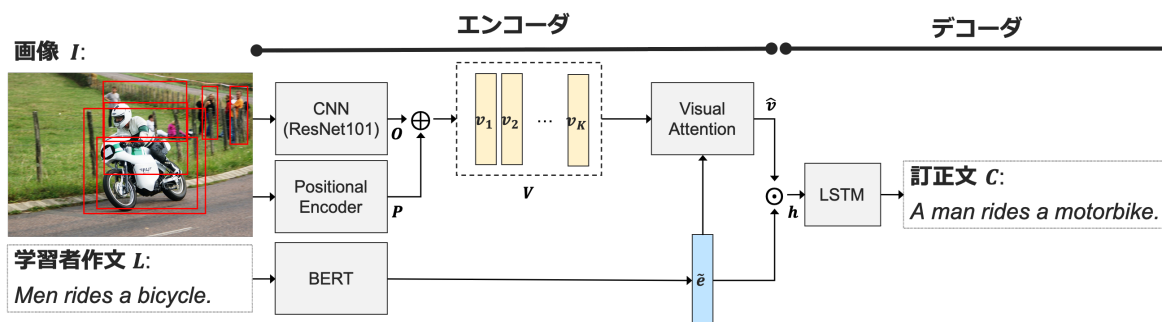 エンコーダ
デコーダ
画像 I:
CNN
(ResNet101)
O
⊕
v1 v2 … vK
V
Visual
Attention
v̂
Positional
Encoder
P
⊙
h
LSTM
訂正文 C:
A man rides a motorbike.
学習者作文 L:
Men rides a bicycle.
BERT
ẽ